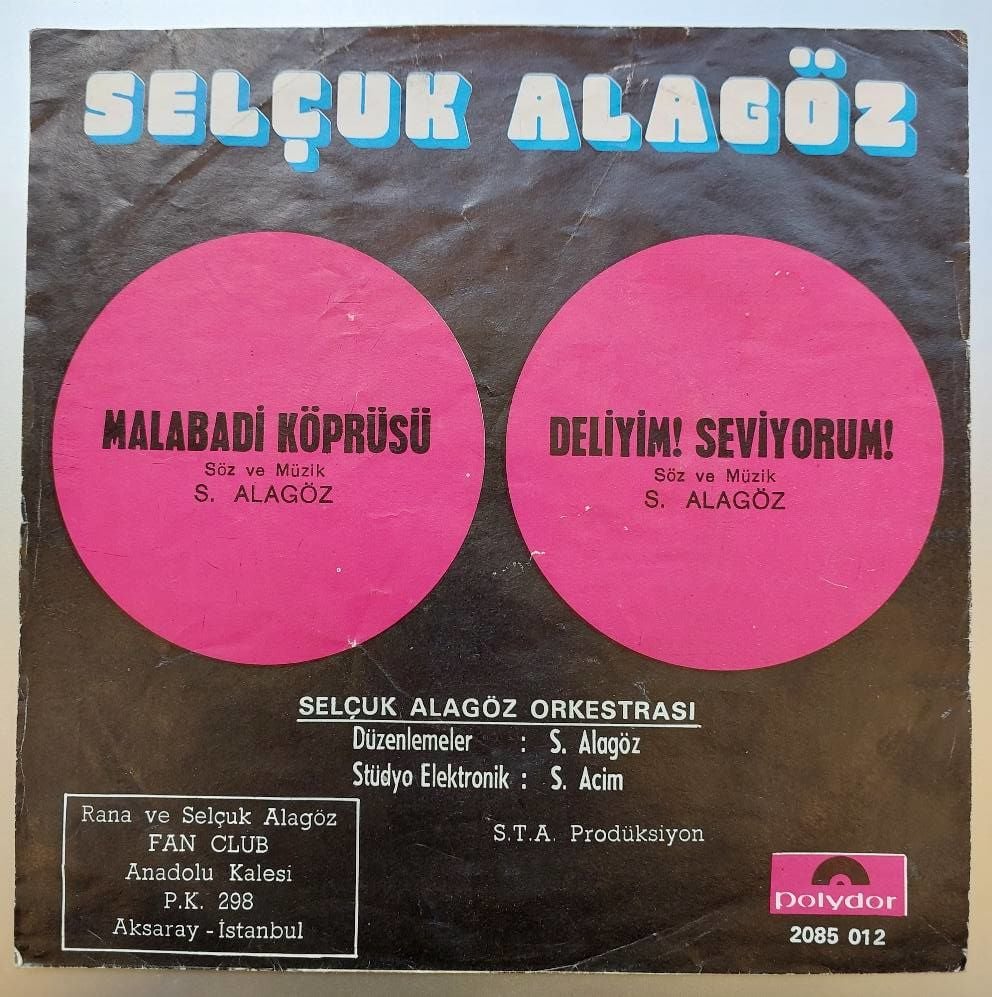 SELÇUK ALAGÖZ
MALABADİ KÖPRÜSÜ
Söz ve Müzik
S. ALAGÖZ
DELİYİM! SEVİYORUM!
Söz ve Müzik
S. ALAGÖZ
SELÇUK ALAGÖZ ORKESTRASI
Düzenlemeler : S. Alagöz
Stüdyo Elektronik : S. Acim
S.T.A. Prodüksiyon
Rana ve Selçuk Alagöz
FAN CLUB
Anadolu Kalesi
P.K. 298
Aksaray - İstanbul
polydor
2085 012